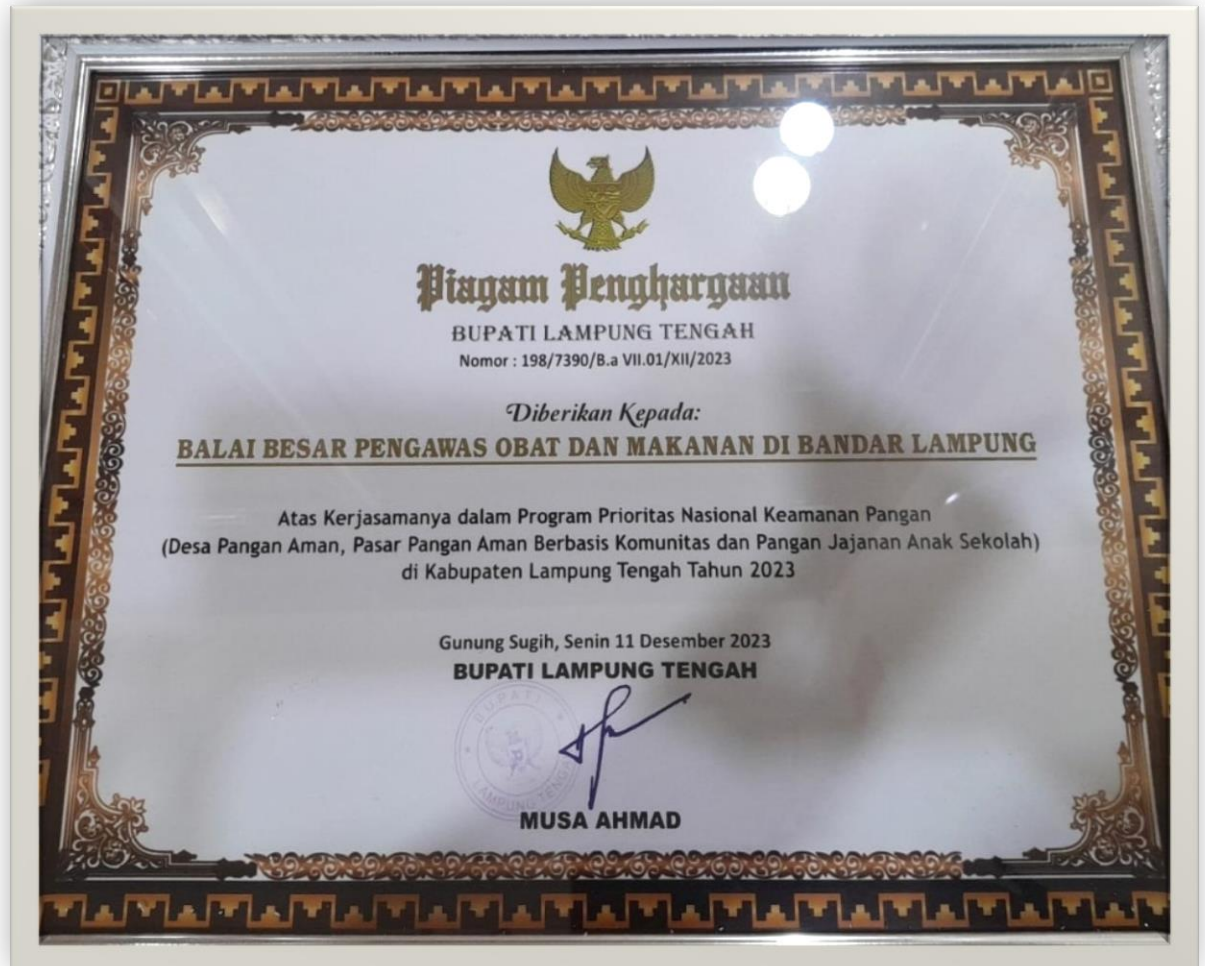 Piagam Penghargaan
BUPATI LAMPUNG TENGAH
Nomor : 198/7390/B.a VII.01/XII/2023
Diberikan Kepada:
BALAI BESAR PENGAWAS OBAT DAN MAKANAN DI BANDAR LAMPUNG
Atas Kerjasamanya dalam Program Prioritas Nasional Keamanan Pangan
(Desa Pangan Aman, Pasar Pangan Aman Berbasis Komunitas dan Pangan Jajanan Anak Sekolah)
di Kabupaten Lampung Tengah Tahun 2023
Gunung Sugih, Senin 11 Desember 2023
BUPATI LAMPUNG TENGAH
BUPATI
LAMPUNG TENGAH
MUSA AHMAD